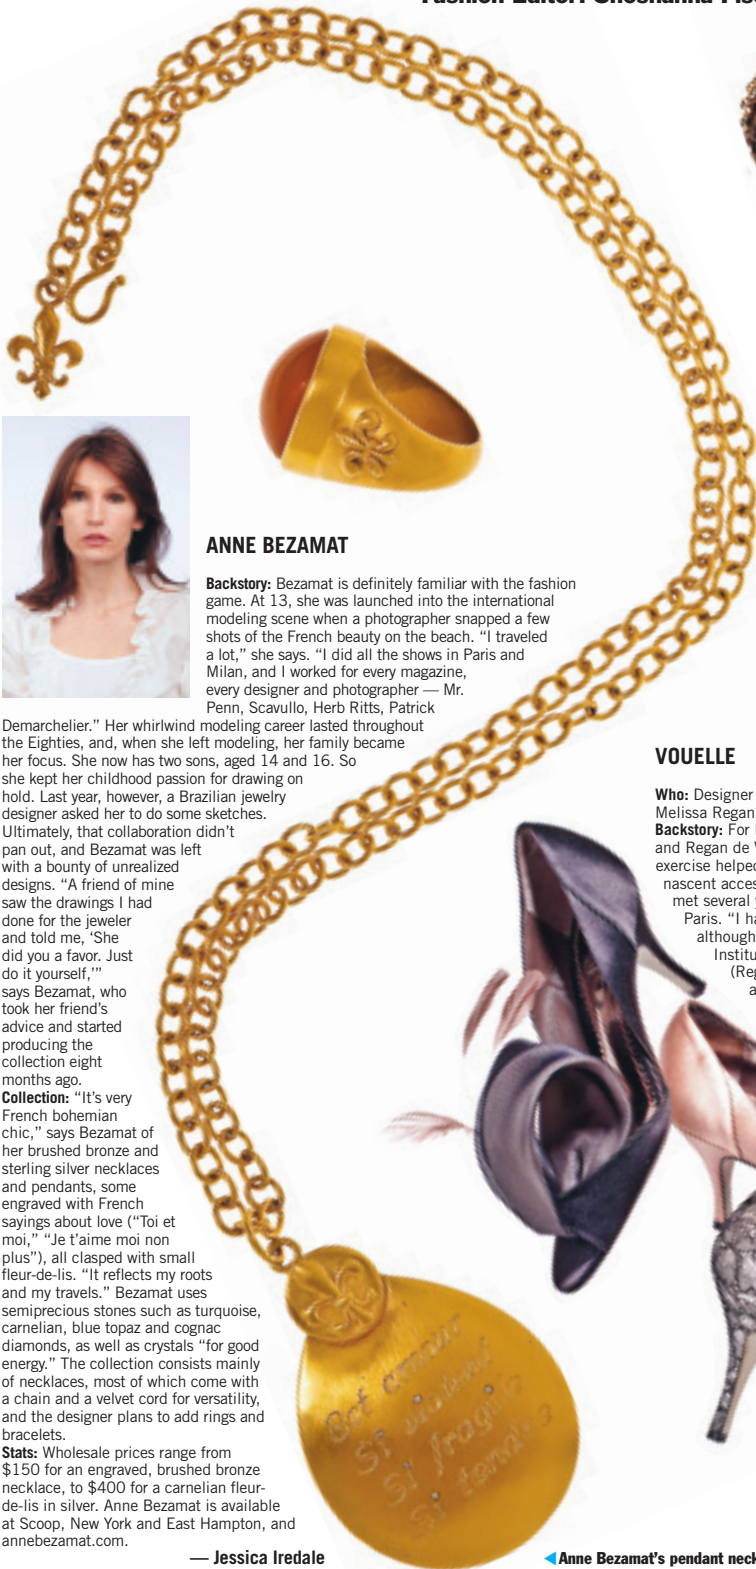 ANNE BEZAMAT
Backstory: Bezamat is definitely familiar with the fashion
game. At 13, she was launched into the international
modeling scene when a photographer snapped a few
shots of the French beauty on the beach. “I traveled
a lot,” she says. “I did all the shows in Paris and
Milan, and I worked for every magazine,
every designer and photographer — Mr.
Penn, Scavullo, Herb Ritts, Patrick
Demarchelier.” Her whirlwind modeling career lasted throughout
the Eighties, and, when she left modeling, her family became
her focus. She now has two sons, aged 14 and 16. So
she kept her childhood passion for drawing on
hold. Last year, however, a Brazilian jewelry
designer asked her to do some sketches.
Ultimately, that collaboration didn’t
pan out, and Bezamat was left
with a bounty of unrealized
designs. “A friend of mine
saw the drawings I had
done for the jeweler
and told me, ‘She
did you a favor. Just
do it yourself,’”
says Bezamat, who
took her friend’s
advice and started
producing the
collection eight
months ago.
Collection: “It’s very
French bohemian
chic,” says Bezamat of
her brushed bronze and
sterling silver necklaces
and pendants, some
engraved with French
sayings about love (“Toi et
moi,” “Je t’aime moi non
plus”), all clasped with small
fleur-de-lis. “It reflects my roots
and my travels.” Bezamat uses
semiprecious stones such as turquoise,
carnelian, blue topaz and cognac
diamonds, as well as crystals “for good
energy.” The collection consists mainly
of necklaces, most of which come with
a chain and a velvet cord for versatility,
and the designer plans to add rings and
bracelets.
Stats: Wholesale prices range from
$150 for an engraved, brushed bronze
necklace, to $400 for a carnelian fleur-
de-lis in silver. Anne Bezamat is available
at Scoop, New York and East Hampton, and
annebezamat.com.
— Jessica Iredale
VOUELLE
Who: Designer
Melissa Regan
Backstory: For
and Regan de
exercise helped
nascent acces
met several
Paris. “I ha
although
Institu
(Reg
a
amour
Si violent
Si fragile
Si tendre
Anne Bezamat’s pendant neck